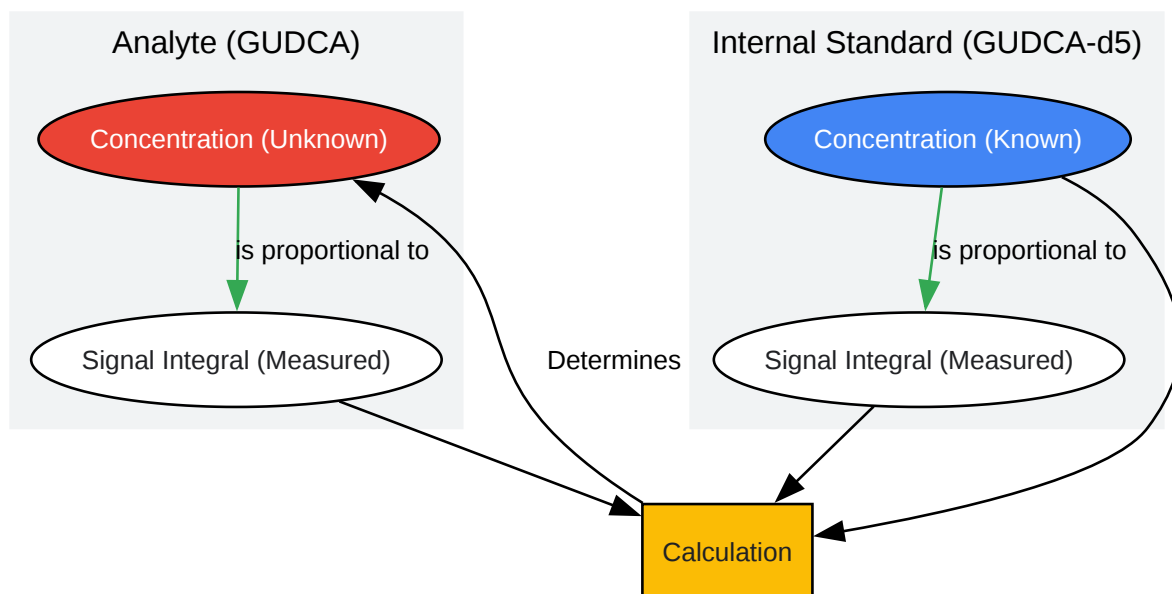 Analyte (GUDCA)
Internal Standard (GUDCA-d5)
Concentration (Unknown)
Concentration (Known)
is proportional to
is proportional to
Signal Integral (Measured)
Determines
Signal Integral (Measured)
Calculation